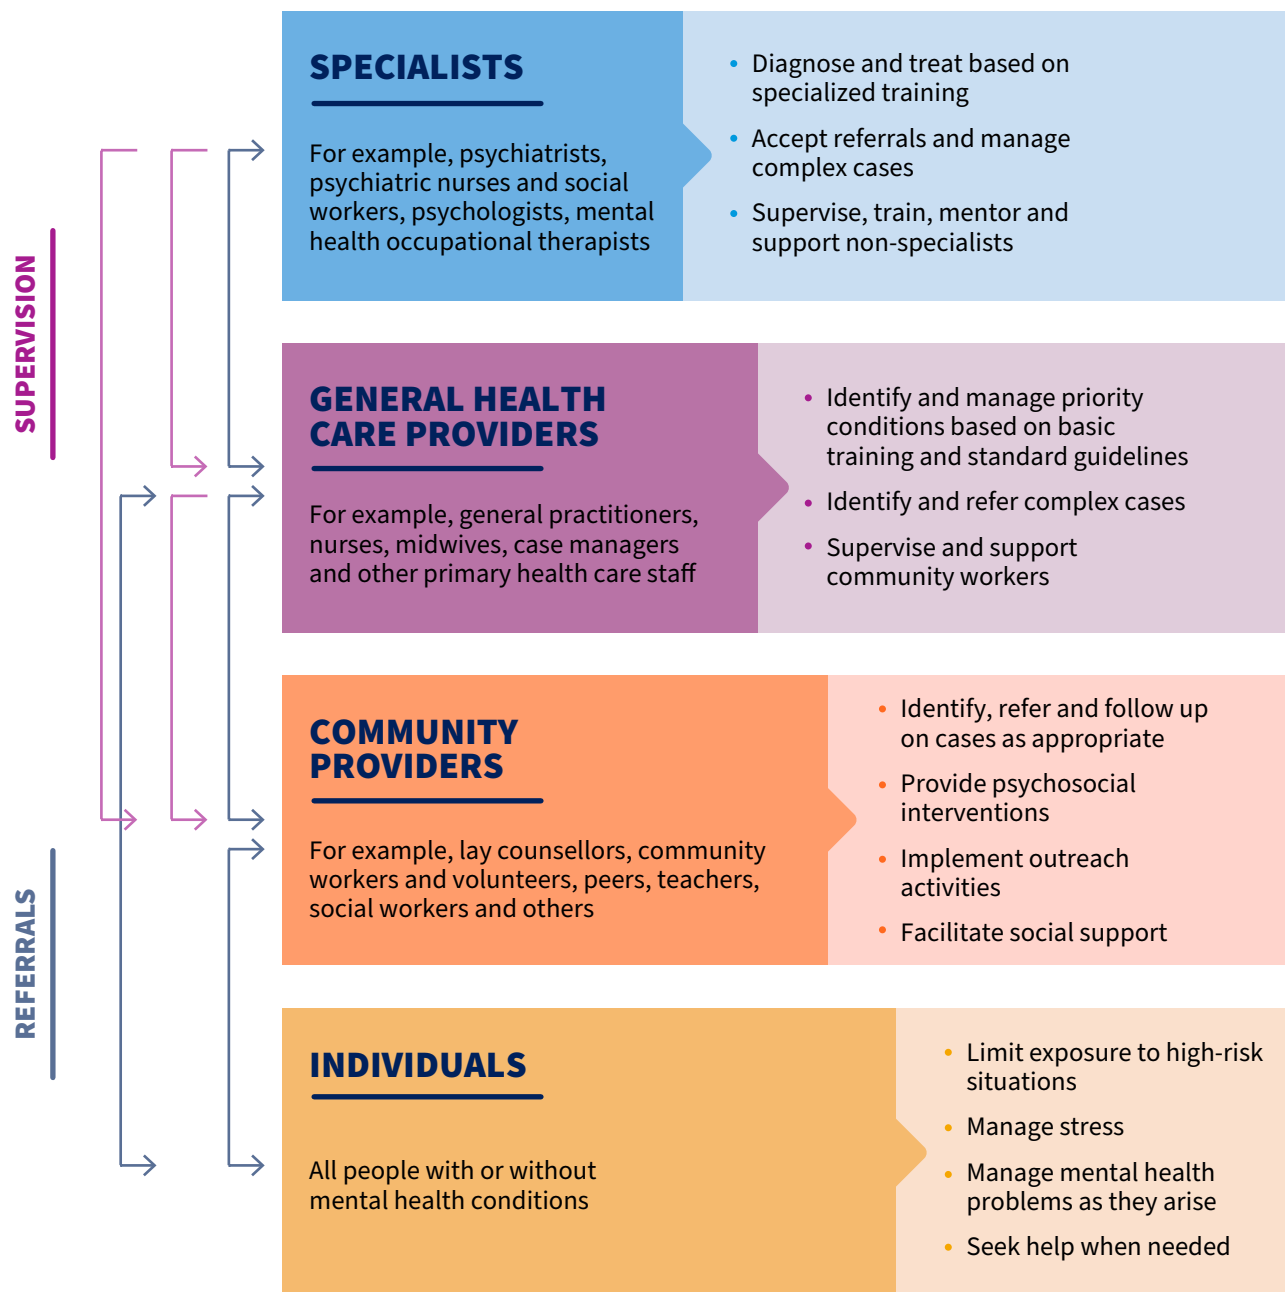 SUPERVISION
REFERRALS
SPECIALISTS
For example, psychiatrists,
psychiatric nurses and social
workers, psychologists, mental
health occupational therapists
• Diagnose and treat based on
specialized training
• Accept referrals and manage
complex cases
• Supervise, train, mentor and
support non-specialists
GENERAL HEALTH
CARE PROVIDERS
For example, general practitioners,
nurses, midwives, case managers
and other primary health care staff
• Identify and manage priority
conditions based on basic
training and standard guidelines
• Identify and refer complex cases
• Supervise and support
community workers
COMMUNITY
PROVIDERS
For example, lay counsellors, community
workers and volunteers, peers, teachers,
social workers and others
• Identify, refer and follow up
on cases as appropriate
• Provide psychosocial
interventions
• Implement outreach
activities
• Facilitate social support
INDIVIDUALS
All people with or without
mental health conditions
• Limit exposure to high-risk
situations
• Manage stress
• Manage mental health
problems as they arise
• Seek help when needed